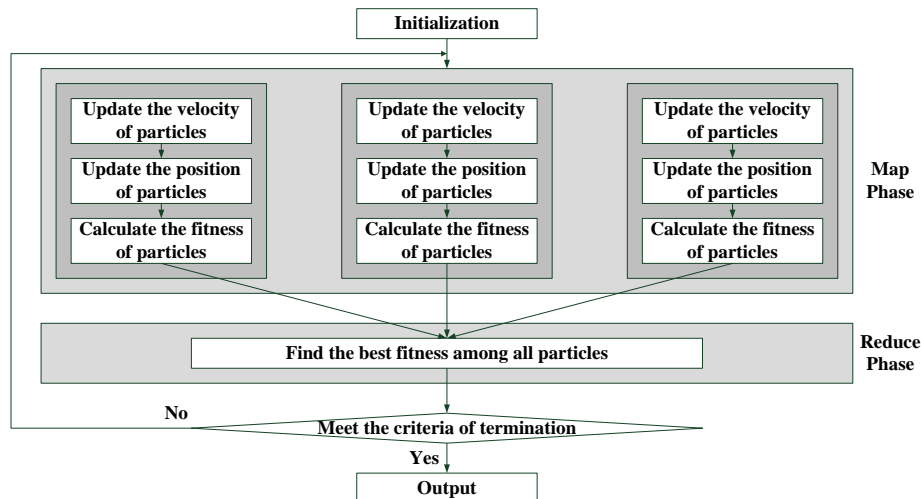 Initialization
Update the velocity
of particles
Update the position
of particles
Calculate the fitness
of particles
Update the velocity
of particles
Update the position
of particles
Calculate the fitness
of particles
Update the velocity
of particles
Update the position
of particles
Calculate the fitness
of particles
Map
Phase
Find the best fitness among all particles
Reduce
Phase
No
Meet the criteria of termination
Yes
Output